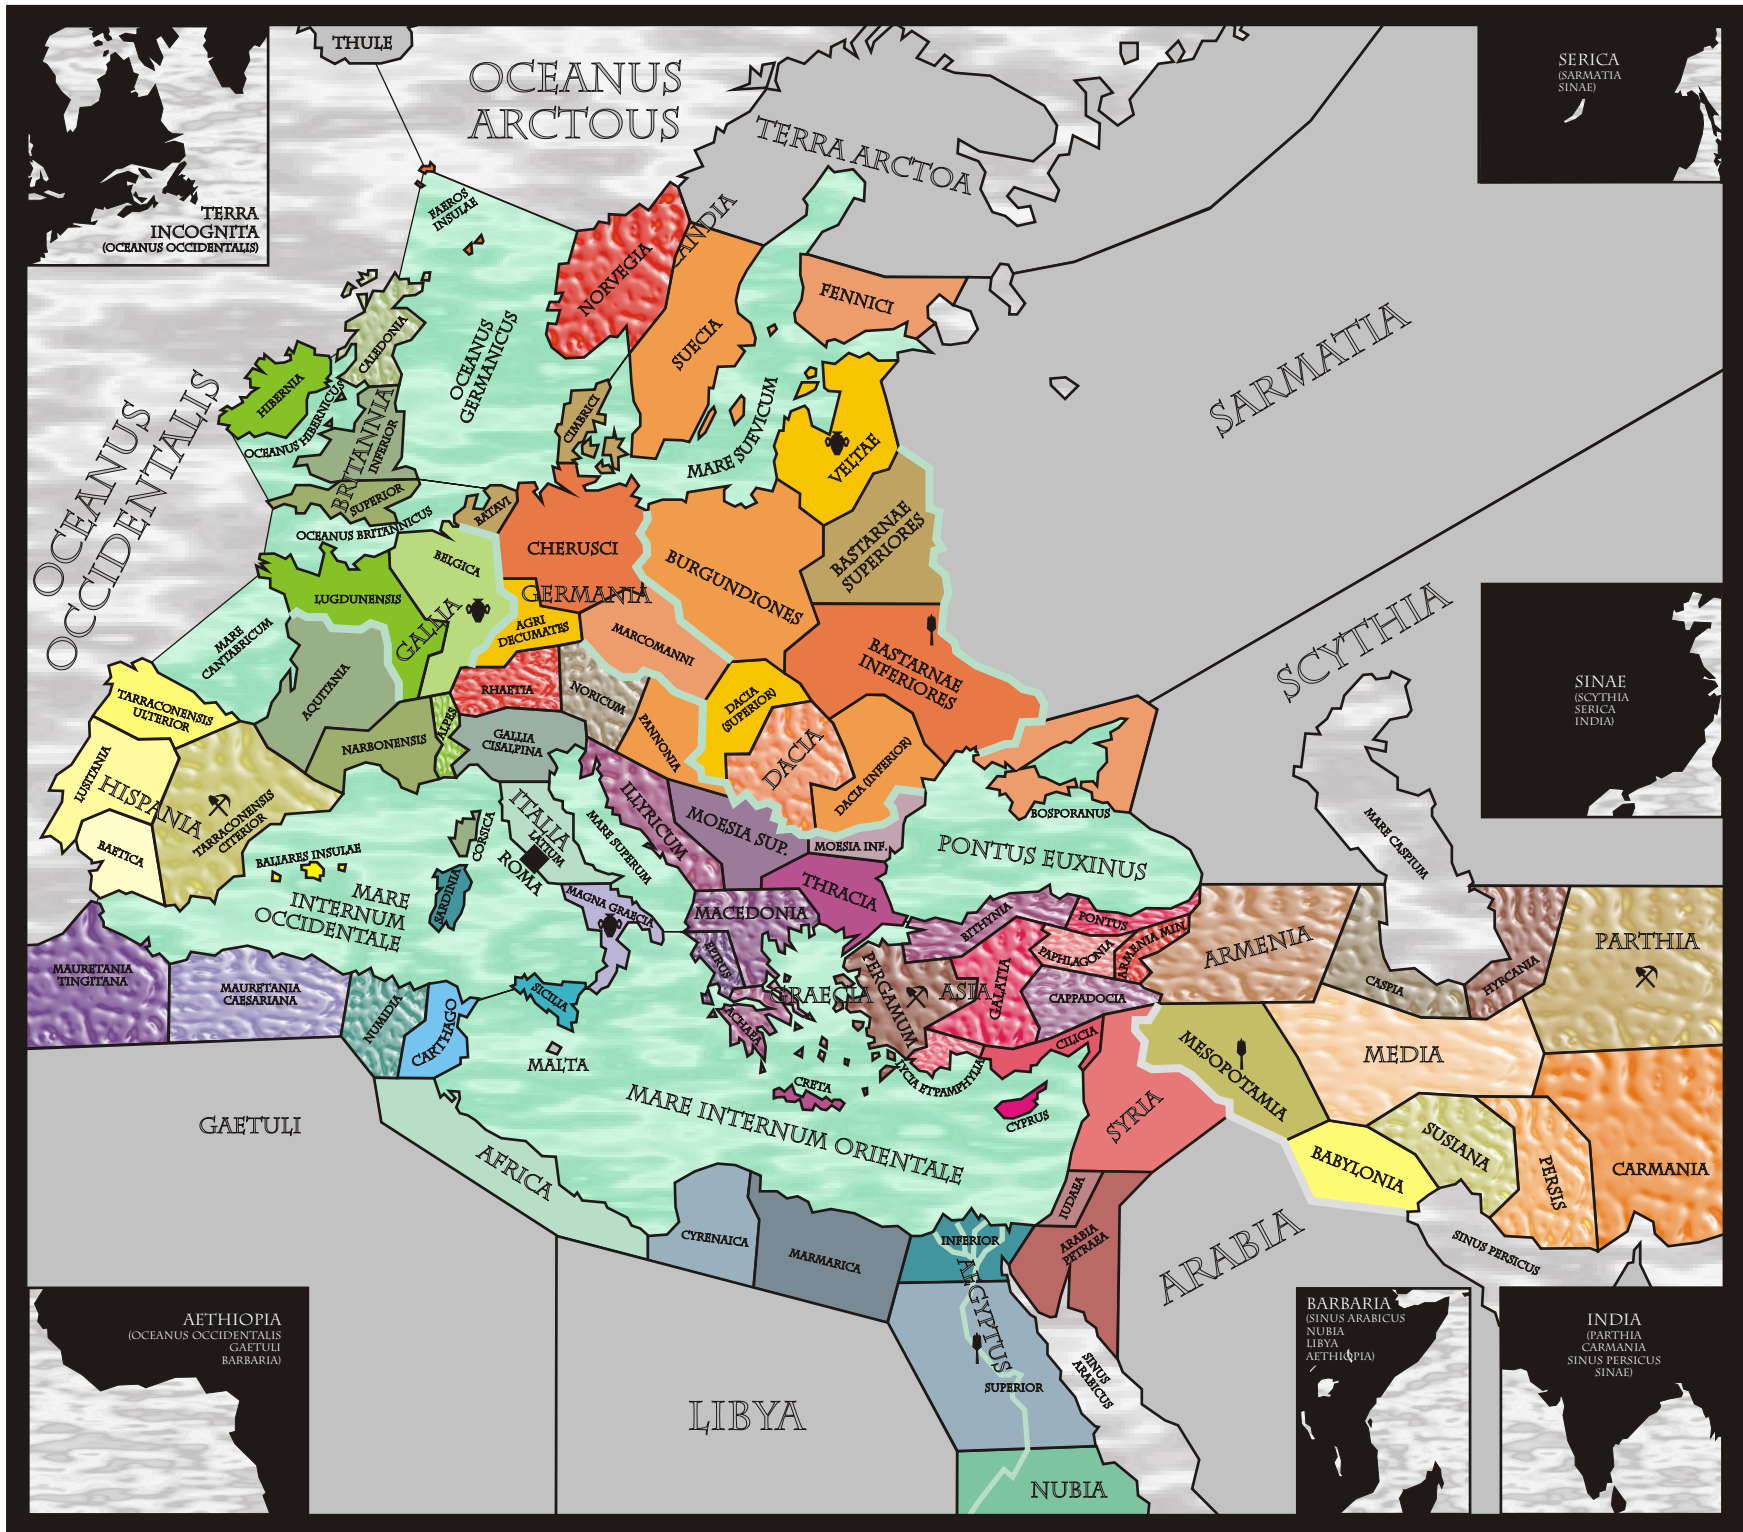 THULE
OCEANUS
ARCTOUS
TERRA ARCTOA
SERICA
(SARMATIA
SINAE)
TERRA
INCOGNITA
(OCEANUS OCCIDENTALIS)
FAEROS
INSULAE
NORVEGIA
CANDIA
SUECIA
FENNICI
SARMATIA
OCEANUS
GERMANICUS
CALEDONIA
HIBERNIA
OCEANUS HIBERNICUS
BRITANNIA
INFERIOR
SUPERIOR
OCEANUS BRITANNICUS
OCEANUS
OCCIDENTALIS
CIMBRICI
MARE SUEVICUM
VELTAE
BATAVI
BELGICA
CHERUSCI
GERMANIA
BURGUNDIONES
BASTARNAE
SUPERIORES
LUGDUNENSIS
GALLIA
AGRI
DECUMATES
MARCOMANNI
BASTARNAE
INFERIORES
SCYTHIA
SINAE
(SCYTHIA
SERICA
INDIA)
MARE
CANTABRICUM
AQUITANIA
RHAETIA
NORICUM
PANNONIA
DACIA
(SUPERIOR)
DACIA
DACIA (INFERIOR)
TARRACONENSIS
ULTERIOR
LUSITANIA
HISPANIA
TARRACONENSIS
CITERIOR
BAETICA
NARBONENSIS
ALPES
GALLIA
CISALPINA
ITALIA
LATIUM
ROMA
CORSICA
SARDINIA
BALIARES INSULAE
MARE
INTERNUM
OCCIDENTALE
MARE SUPERUM
ILLYRICUM
MOESIA SUP.
MOESIA INF.
THRACIA
MACEDONIA
EPIRUS
GRAECIA
ACHAEA
MAGNA GRAECIA
SICILIA
MALTA
CRETA
BOSPORANUS
PONTUS EUXINUS
MARE CASPIUM
BITHYNIA
PONTUS
PAPHLAGONIA
ARMENIA MIN.
ARMENIA
PERGAMUM
ASIA
GALATIA
CAPPADOCIA
CILICIA
LYCIA ET PAMPHYLIA
CYPRUS
CASPIA
HYRCANIA
PARTHIA
MEDIA
MESOPOTAMIA
SYRIA
BABYLONIA
SUSIANA
PERSIS
CARMANIA
SINUS PERSICUS
MAURETANIA
TINGITANA
MAURETANIA
CAESARIANA
NUMIDIA
CARTHAGO
GAETULI
AFRICA
MARE INTERNUM ORIENTALE
CYRENAICA
MARMARICA
INFERIOR
AEGYPTUS
SUPERIOR
IUDAEA
ARABIA
PETRAEA
ARABIA
SINUS
ARABICUS
NUBIA
LIBYA
AETHIOPIA
(OCEANUS OCCIDENTALIS
GAETULI
BARBARIA)
BARBARIA
(SINUS ARABICUS
NUBIA
LIBYA
AETHIOPIA)
INDIA
(PARTHIA
CARMANIA
SINUS PERSICUS
SINAE)